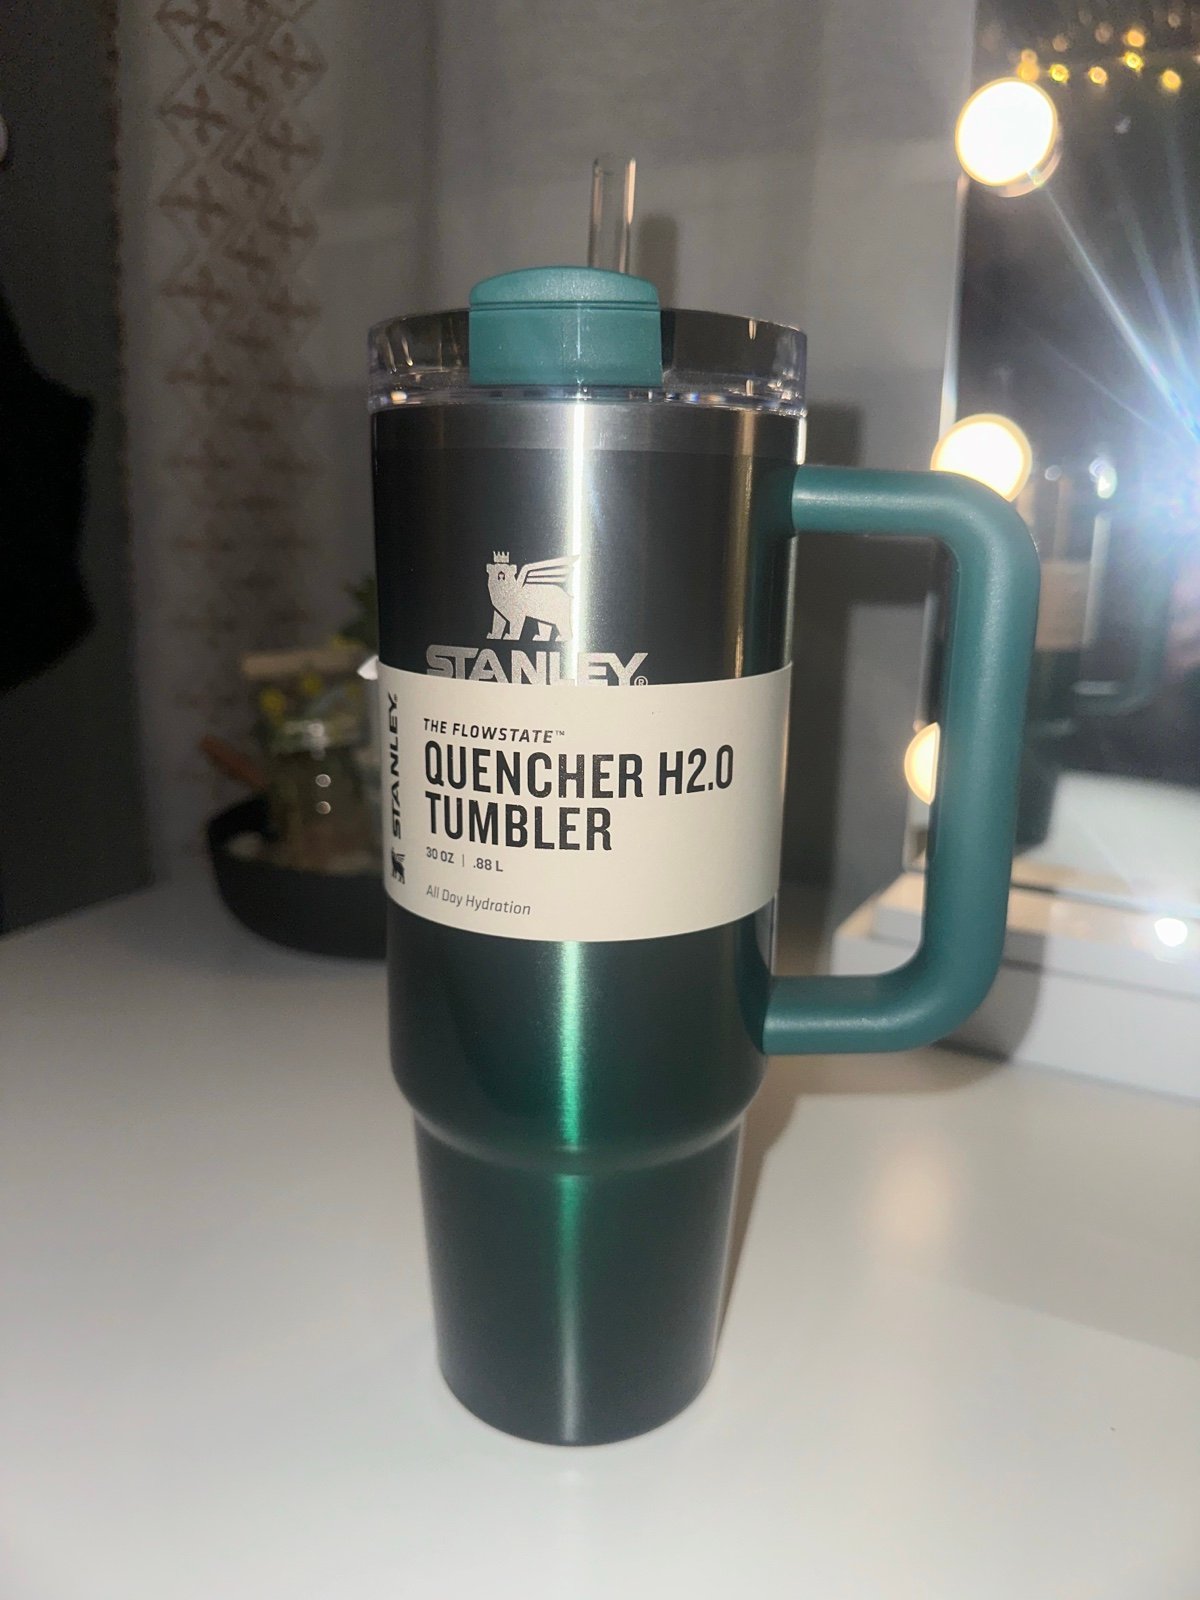 STANLEY®
STANLEY®
THE FLOWSTATE™
QUENCHER H2.0
TUMBLER
30 OZ | .88 L
All Day Hydration